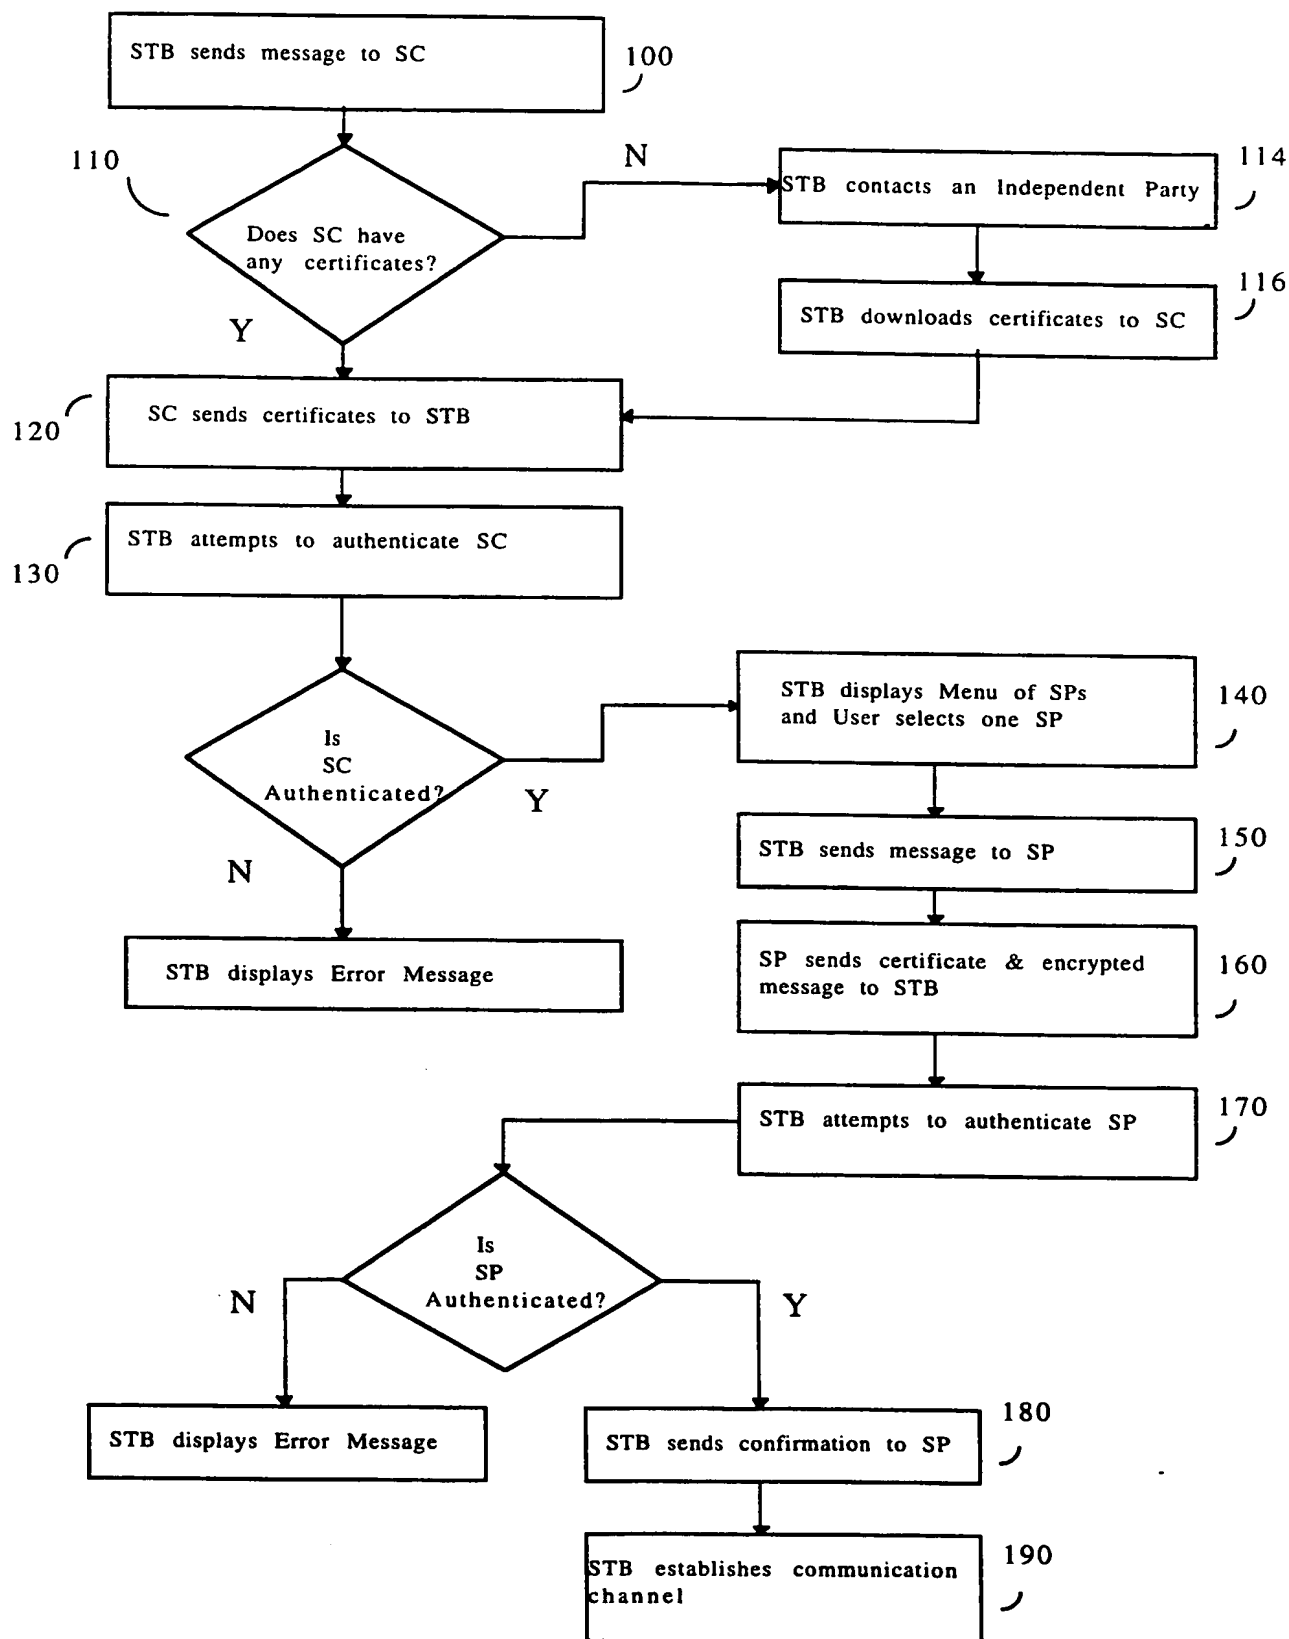 STB sends message to SC
100
110
Does SC have
any certificates?
N
STB contacts an Independent Party
114
STB downloads certificates to SC
116
Y
SC sends certificates to STB
120
STB attempts to authenticate SC
130
Is
SC
Authenticated?
Y
N
STB displays Error Message
STB displays Menu of SPs
and User selects one SP
140
STB sends message to SP
150
SP sends certificate & encrypted
message to STB
160
STB attempts to authenticate SP
170
Is
SP
Authenticated?
N
Y
STB displays Error Message
STB sends confirmation to SP
180
STB establishes communication
channel
190